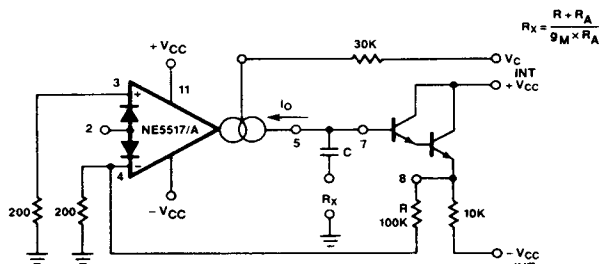 R_X = (R + R_A) / (g_M × R_A)
30K
V_C
INT
+V_CC
+V_CC
3
+
11
I_O
2
NE5517/A
5
7
C
4
−
8
R_X
R
100K
10K
200
200
−V_CC
−V_CC
INT